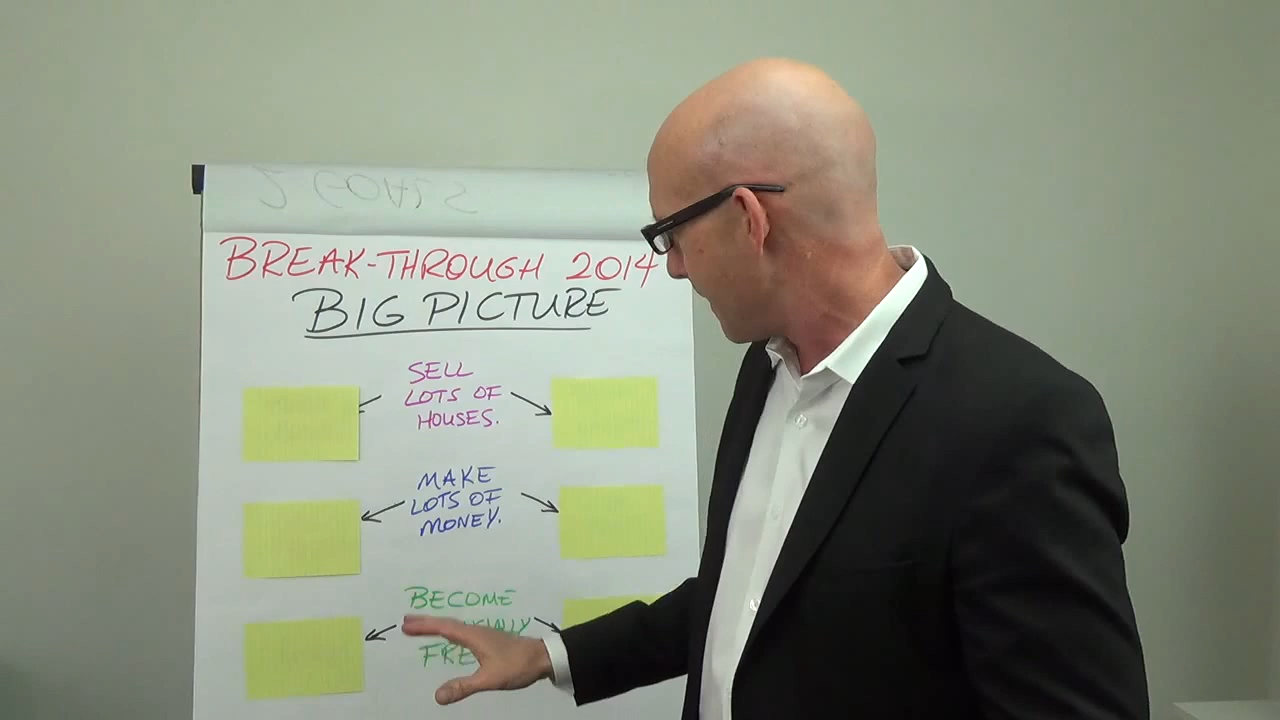 BREAK-THROUGH 2014
BIG PICTURE
SELL
LOTS OF
HOUSES.
MAKE
LOTS OF
MONEY.
BECOME